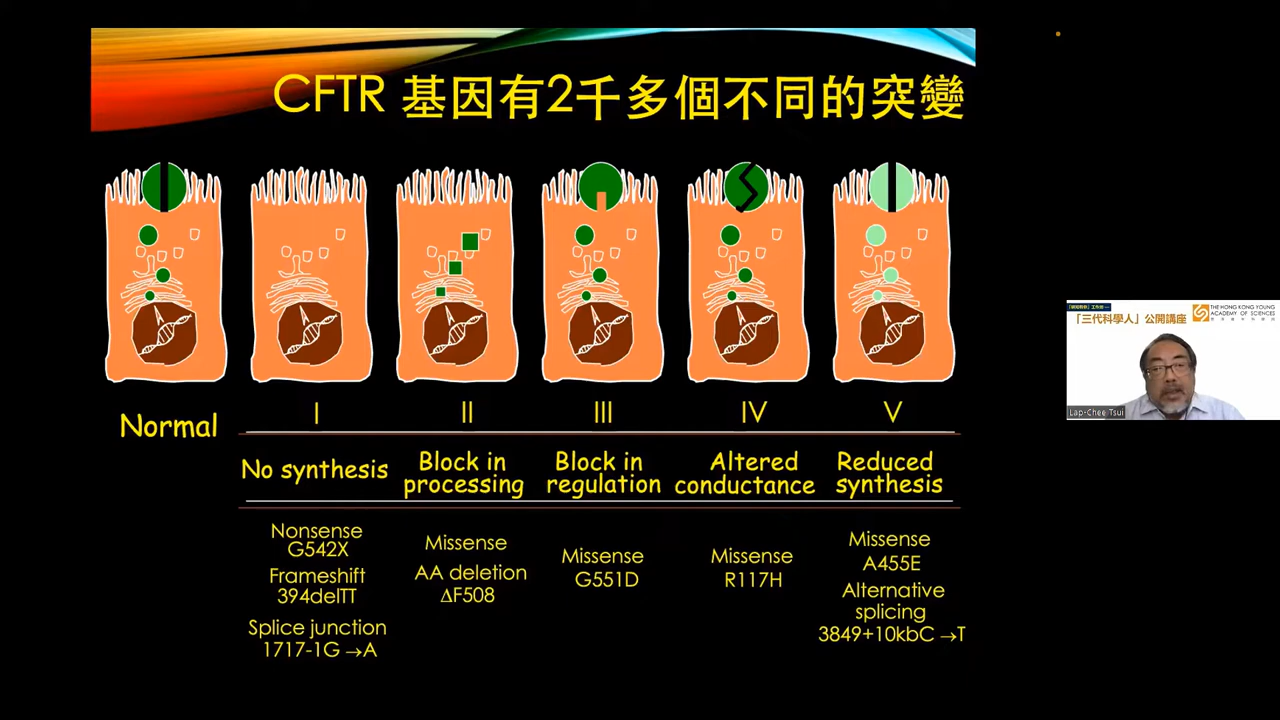 CFTR 基因有2千多個不同的突變
Normal
I
II
III
IV
V
No synthesis
Block in
processing
Block in
regulation
Altered
conductance
Reduced
synthesis
Nonsense
G542X
Frameshift
394delTT
Splice junction
1717-1G→A
Missense
AA deletion
ΔF508
Missense
G551D
Missense
R117H
Missense
A455E
Alternative
splicing
3849+10kbC→T
「三代科學人」公開講座
THE HONG KONG YOUNG
ACADEMY OF SCIENCES
Lap-Chee Tsui